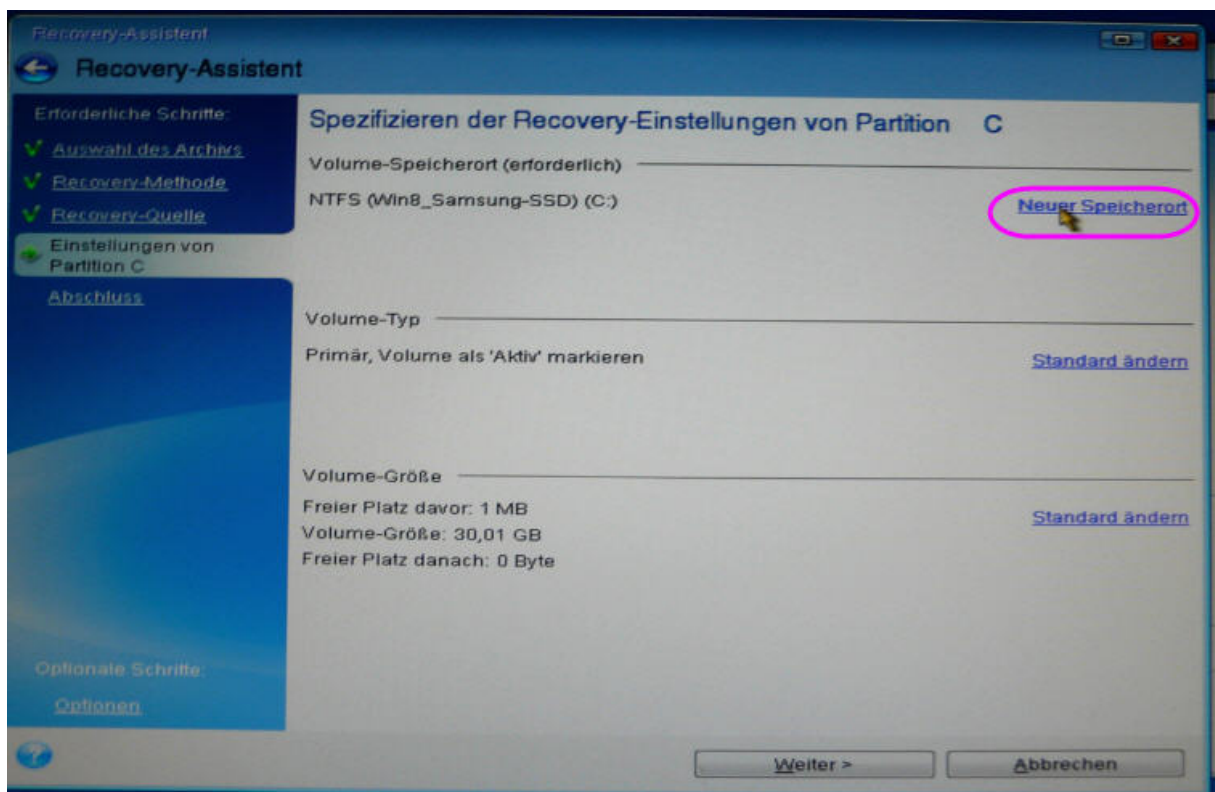 Recovery-Assistent
Recovery-Assistent
Erforderliche Schritte:
Auswahl des Archivs
Recovery-Methode
Recovery-Quelle
Einstellungen von
Partition C
Abschluss
Optionale Schritte:
Optionen
Spezifizieren der Recovery-Einstellungen von Partition C
Volume-Speicherort (erforderlich)
NTFS (Win8_Samsung-SSD) (C:)
Neuer Speicherort
Volume-Typ
Primär, Volume als 'Aktiv' markieren
Standard ändern
Volume-Größe
Freier Platz davor: 1 MB
Volume-Größe: 30,01 GB
Freier Platz danach: 0 Byte
Standard ändern
?
Weiter >
Abbrechen